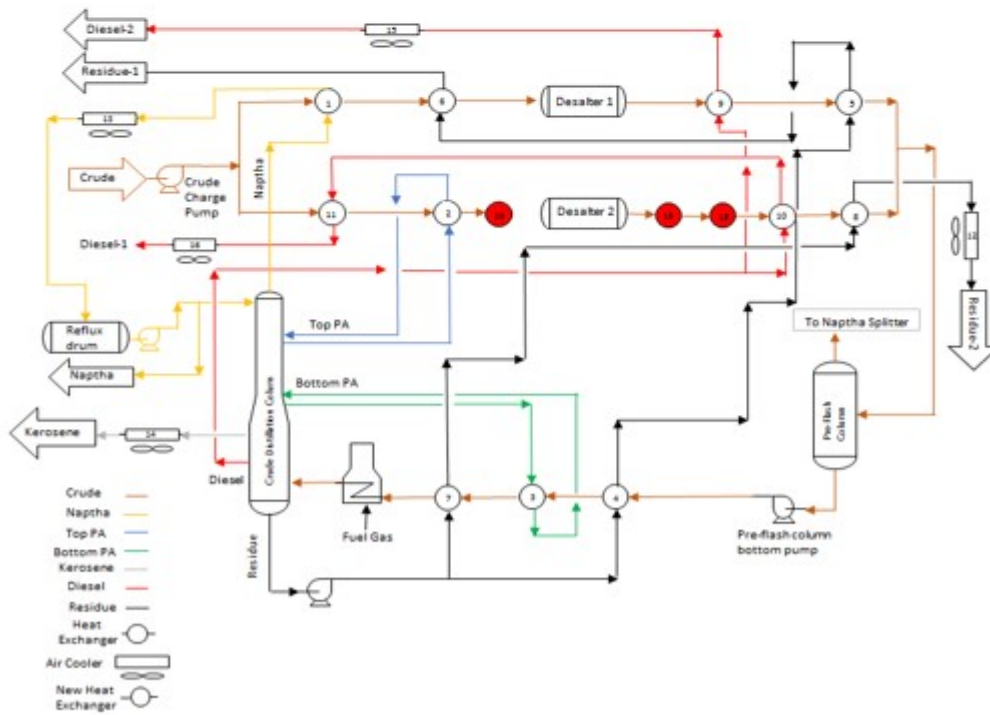 Diesel-2
15
Residue-1
13
1
6
Desalter 1
9
5
Crude
Crude
Charge
Pump
Naptha
11
2
Desalter 2
10
8
12
Diesel-1
16
Reflux
drum
Naptha
Top PA
To Naptha Splitter
Residue-2
Crude Distillation Column
Bottom PA
Pre-flash
Column
Kerosene
14
Diesel
7
3
4
Fuel Gas
Pre-flash column
bottom pump
Residue
Crude
Naptha
Top PA
Bottom PA
Kerosene
Diesel
Residue
Heat
Exchanger
Air Cooler
New Heat
Exchanger